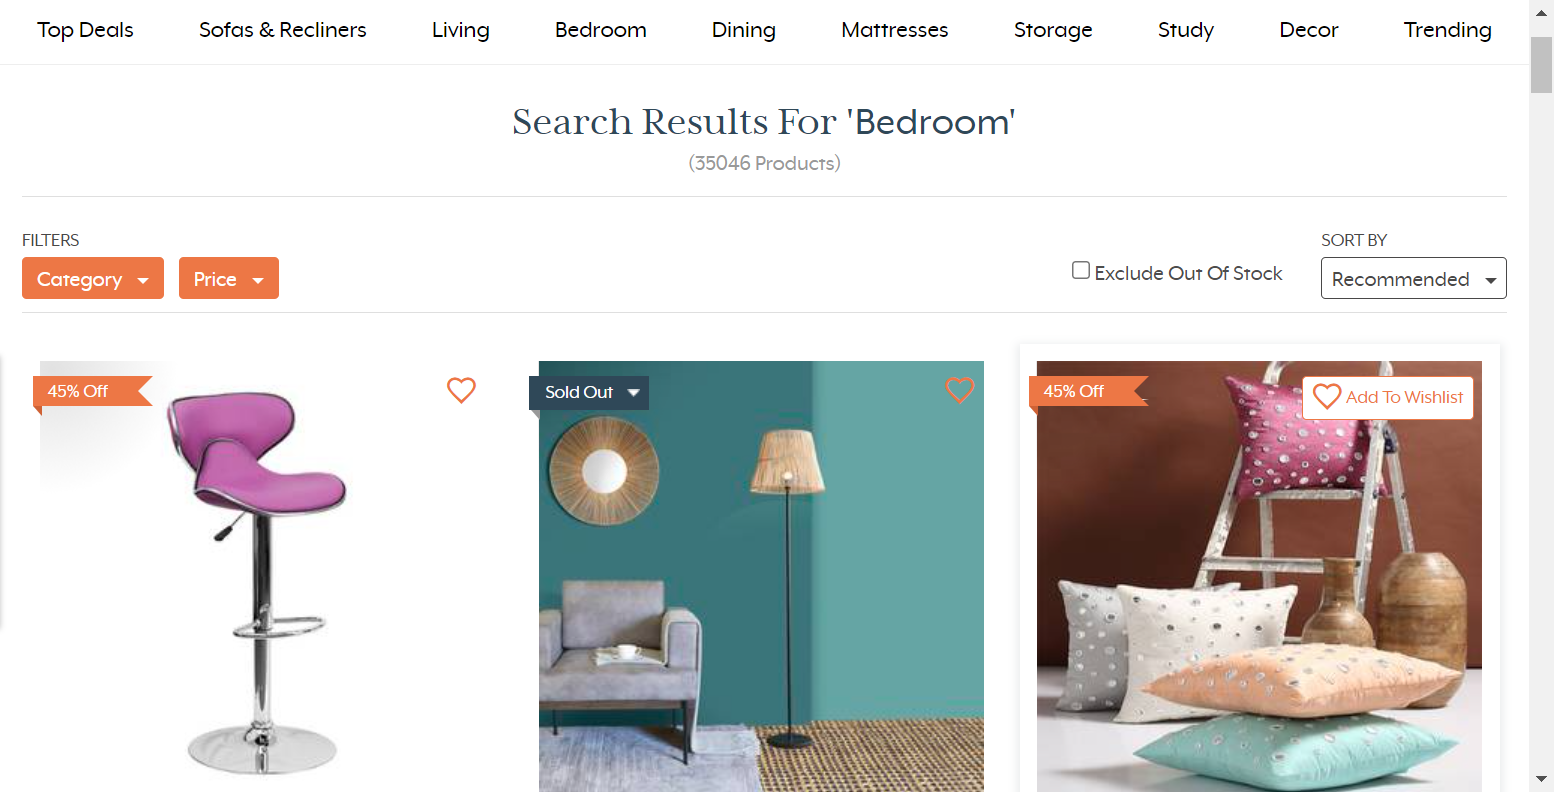 Top Deals Sofas & Recliners Living Bedroom Dining Mattresses Storage Study Decor Trending
Search Results For 'Bedroom'
(35046 Products)
FILTERS SORT BY
Category Price Exclude Out Of Stock Recommended
45% Off Sold Out 45% Off Add To Wishlist